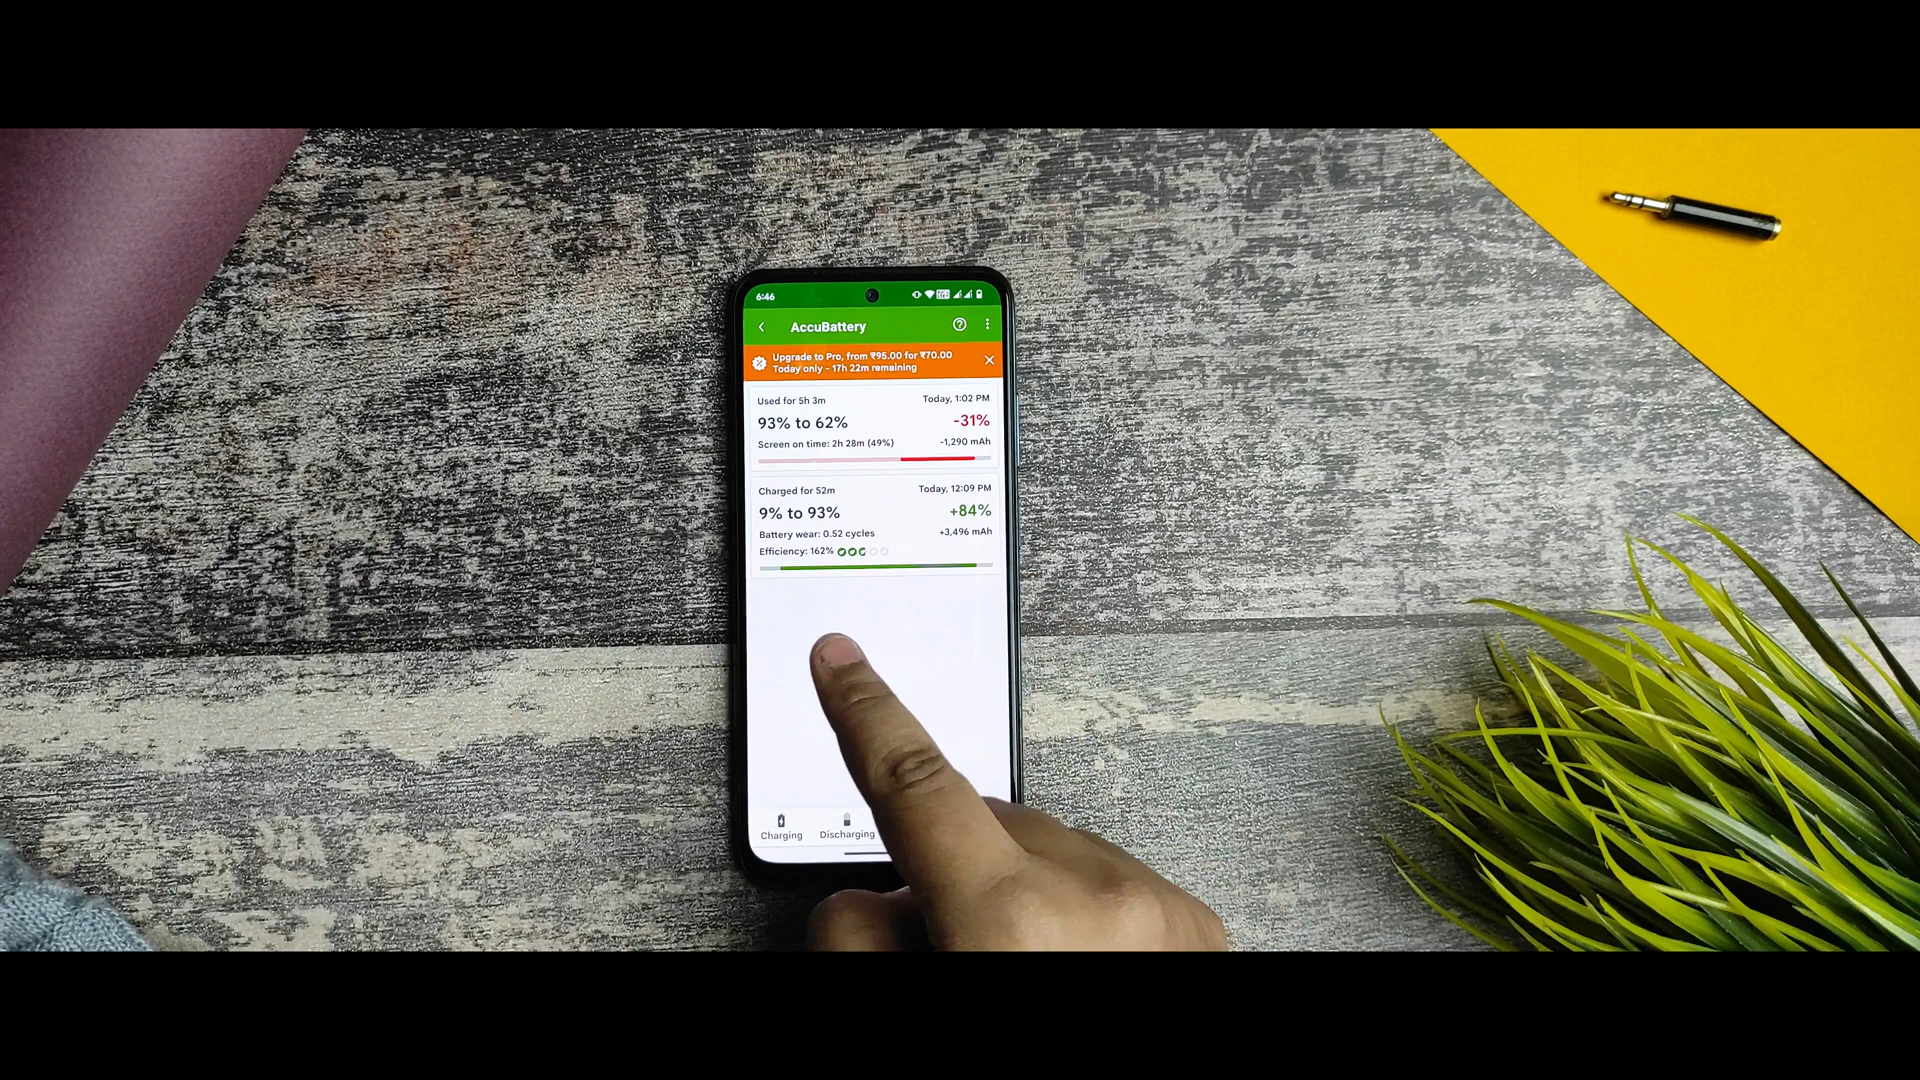 6:46
AccuBattery
Upgrade to Pro, from ₹95.00 for ₹70.00
Today only - 17h 22m remaining
Used for 5h 3m
Today, 1:02 PM
93% to 62%
-31%
Screen on time: 2h 28m (49%)
-1,290 mAh
Charged for 52m
Today, 12:09 PM
9% to 93%
+84%
Battery wear: 0.52 cycles
+3,496 mAh
Efficiency: 162%
Charging
Discharging